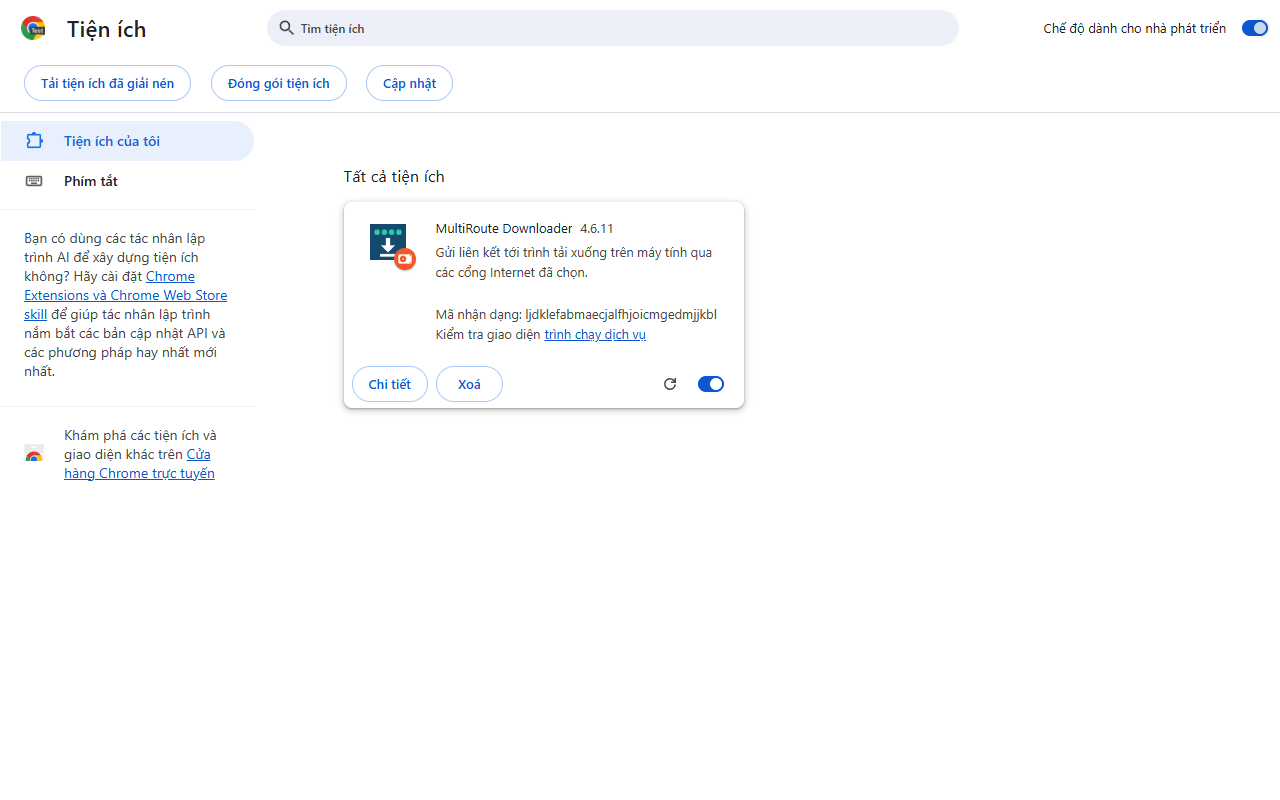 Tiện ích
Tìm tiện ích
Chế độ dành cho nhà phát triển
Tải tiện ích đã giải nén
Đóng gói tiện ích
Cập nhật
Tiện ích của tôi
Phím tắt
Bạn có dùng các tác nhân lập
trình AI để xây dựng tiện ích
không? Hãy cài đặt Chrome
Extensions và Chrome Web Store
skill để giúp tác nhân lập trình
nắm bắt các bản cập nhật API và
các phương pháp hay nhất mới
nhất.
Khám phá các tiện ích và
giao diện khác trên Cửa
hàng Chrome trực tuyến
Tất cả tiện ích
MultiRoute Downloader 4.6.11
Gửi liên kết tới trình tải xuống trên máy tính qua
các cổng Internet đã chọn.
Mã nhận dạng: ljdklefabmaecjalfhjoicmgedmjjkbl
Kiểm tra giao diện trình chạy dịch vụ
Chi tiết
Xoá